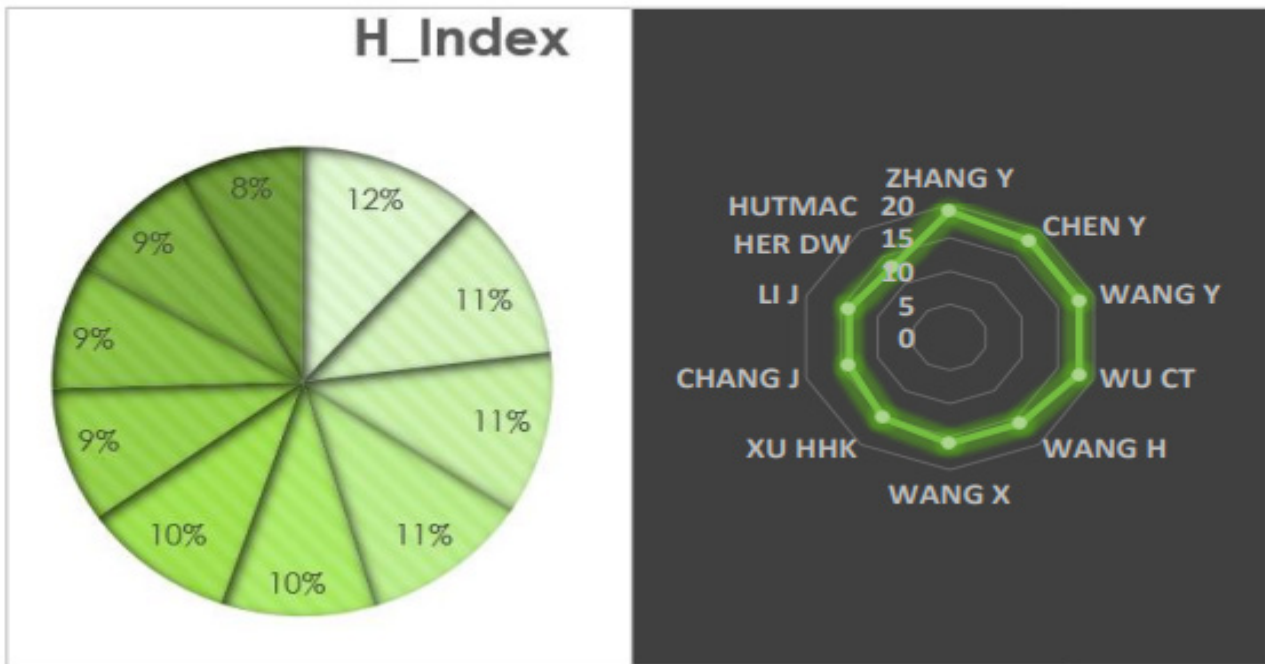 H_Index
12%
11%
11%
11%
10%
10%
9%
9%
9%
8%
ZHANG Y
CHEN Y
WANG Y
WU CT
WANG H
WANG X
XU HHK
CHANG J
LI J
HUTMAC
HER DW
20
15
10
5
0